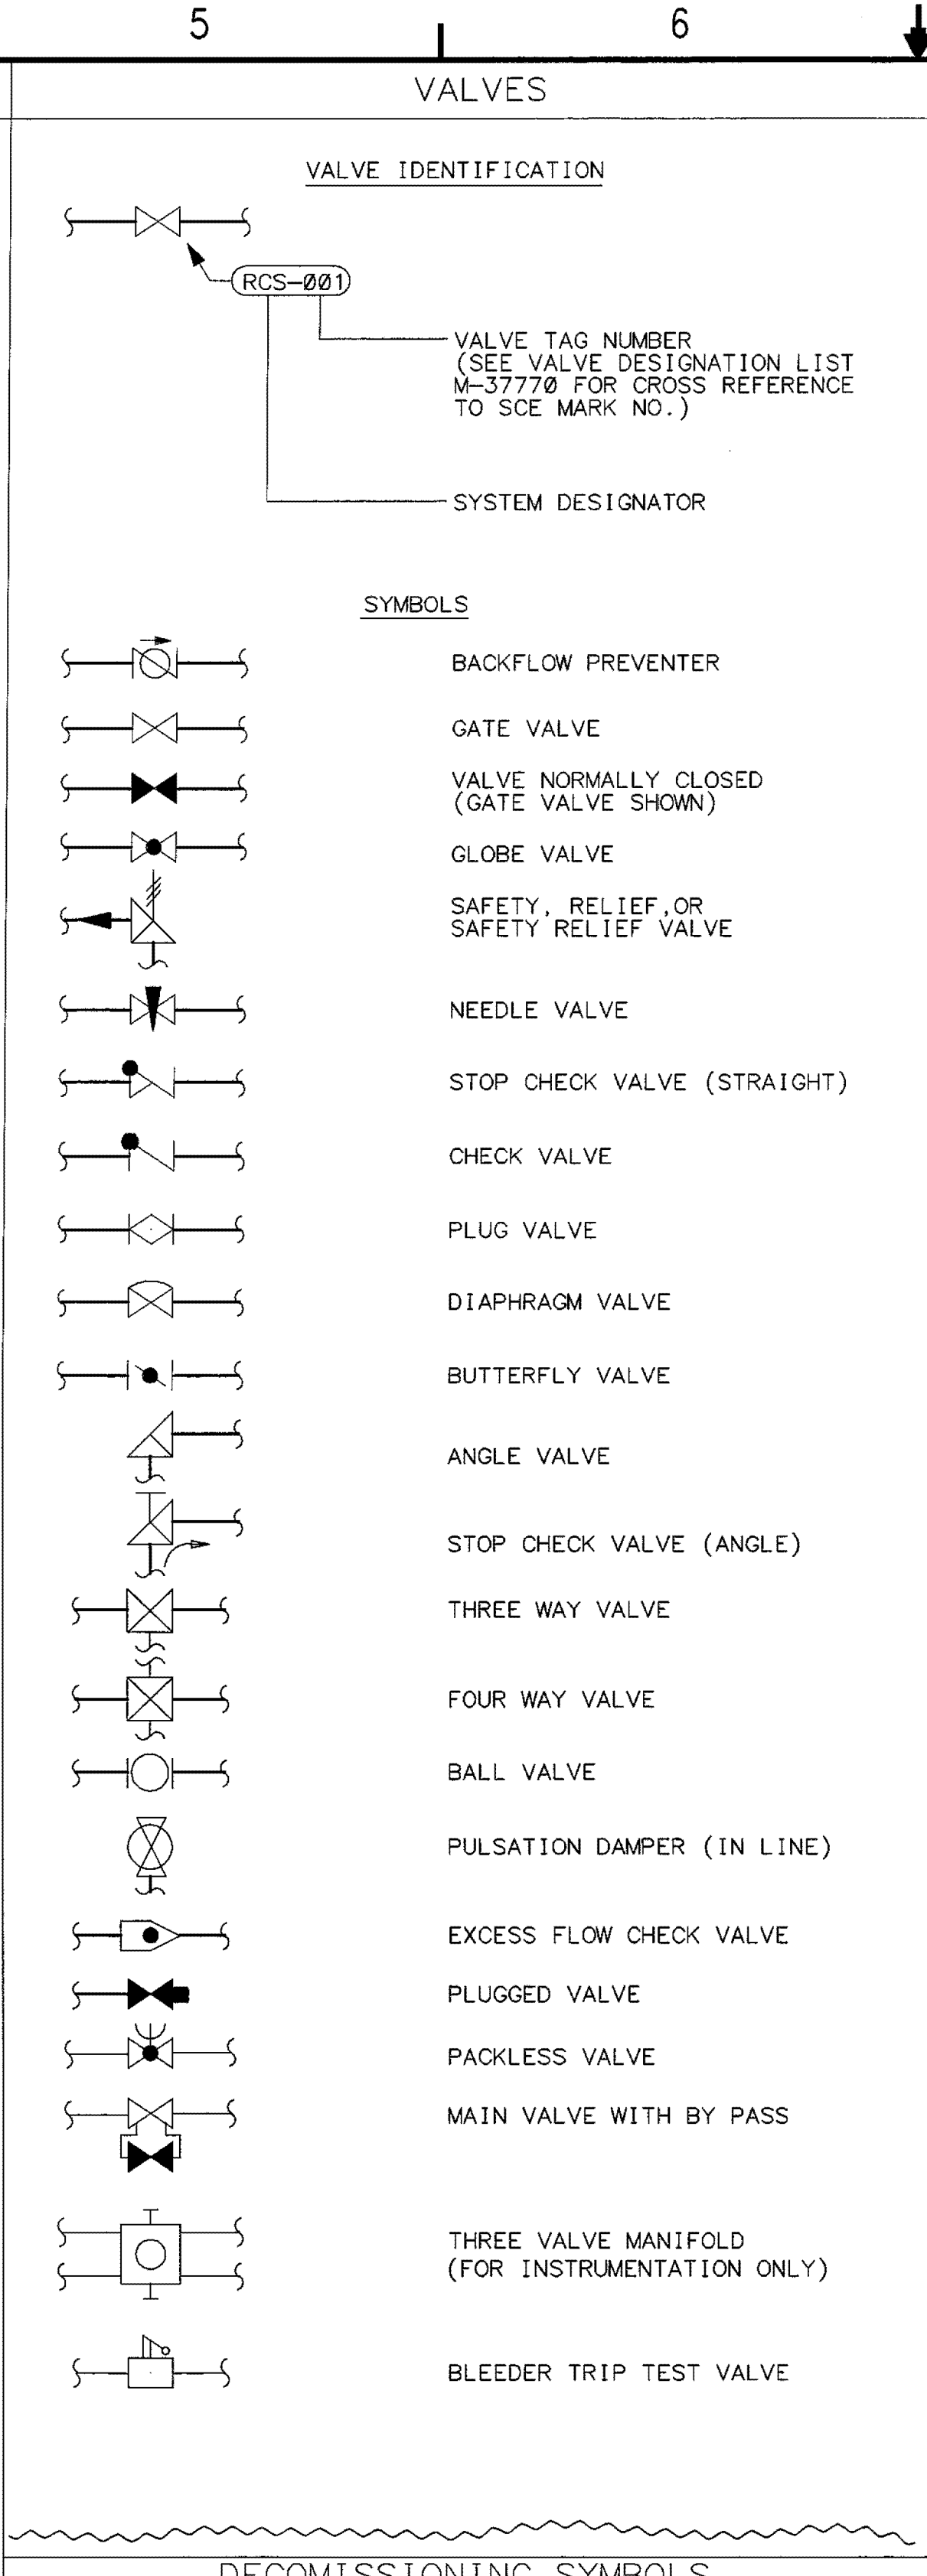 5 6
VALVES
VALVE IDENTIFICATION
RCS-001
VALVE TAG NUMBER
(SEE VALVE DESIGNATION LIST
M-37770 FOR CROSS REFERENCE
TO SCE MARK NO.)
SYSTEM DESIGNATOR
SYMBOLS
BACKFLOW PREVENTER
GATE VALVE
VALVE NORMALLY CLOSED
(GATE VALVE SHOWN)
GLOBE VALVE
SAFETY, RELIEF,OR
SAFETY RELIEF VALVE
NEEDLE VALVE
STOP CHECK VALVE (STRAIGHT)
CHECK VALVE
PLUG VALVE
DIAPHRAGM VALVE
BUTTERFLY VALVE
ANGLE VALVE
STOP CHECK VALVE (ANGLE)
THREE WAY VALVE
FOUR WAY VALVE
BALL VALVE
PULSATION DAMPER (IN LINE)
EXCESS FLOW CHECK VALVE
PLUGGED VALVE
PACKLESS VALVE
MAIN VALVE WITH BY PASS
THREE VALVE MANIFOLD
(FOR INSTRUMENTATION ONLY)
BLEEDER TRIP TEST VALVE
DECOMISSIONING SYMBOLS